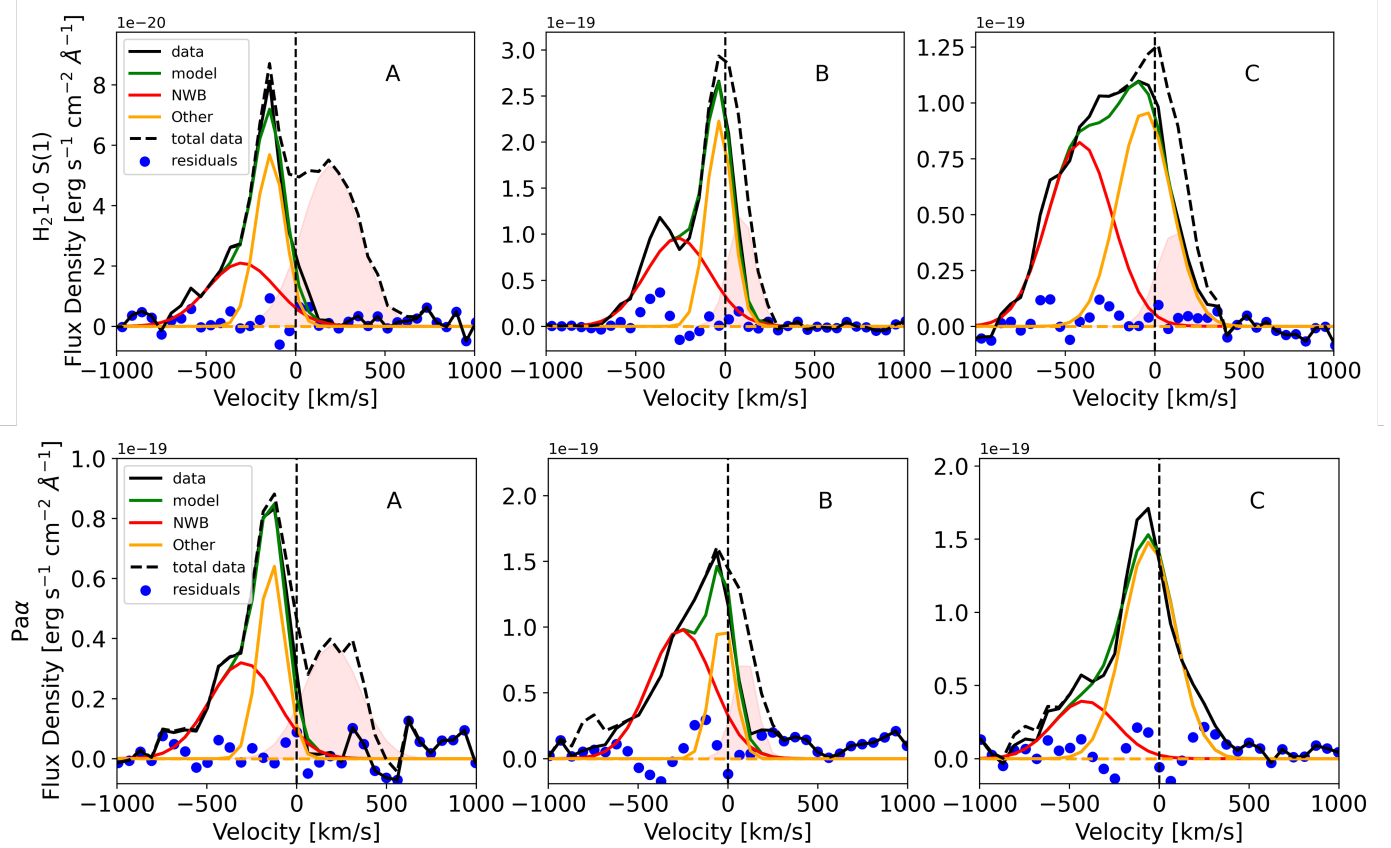 H₂1-0 S(1)
Flux Density [erg s⁻¹ cm⁻² Å⁻¹]
1e−20
data
model
NWB
Other
total data
residuals
A
8
6
4
2
0
−1000 −500 0 500 1000
Velocity [km/s]
1e−19
B
3.0
2.5
2.0
1.5
1.0
0.5
0.0
−1000 −500 0 500 1000
Velocity [km/s]
1e−19
C
1.25
1.00
0.75
0.50
0.25
0.00
−1000 −500 0 500 1000
Velocity [km/s]
Paα
Flux Density [erg s⁻¹ cm⁻² Å⁻¹]
1e−19
data
model
NWB
Other
total data
residuals
A
1.0
0.8
0.6
0.4
0.2
0.0
−1000 −500 0 500 1000
Velocity [km/s]
1e−19
B
2.0
1.5
1.0
0.5
0.0
−1000 −500 0 500 1000
Velocity [km/s]
1e−19
C
2.0
1.5
1.0
0.5
0.0
−1000 −500 0 500 1000
Velocity [km/s]